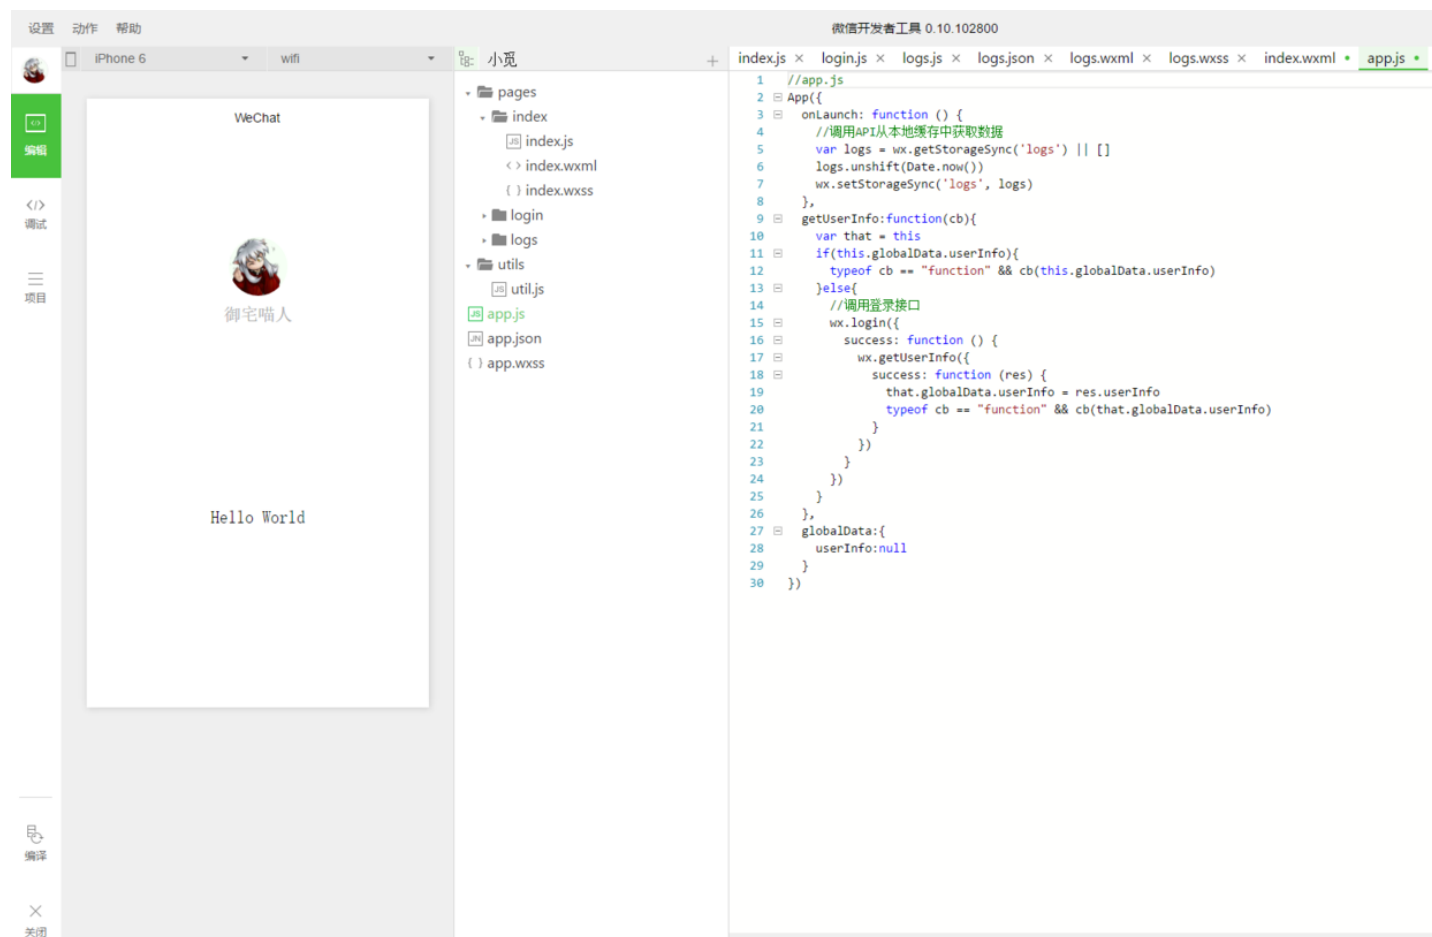 设置 动作 帮助
微信开发者工具 0.10.102800
iPhone 6 wifi
小觅
index.js × login.js × logs.js × logs.json × logs.wxml × logs.wxss × index.wxml • app.js •
编辑
调试
项目
编译
关闭
WeChat
御宅喵人
Hello World
pages
index
index.js
index.wxml
index.wxss
login
logs
utils
util.js
app.js
app.json
app.wxss
1 //app.js
2 App({
3 onLaunch: function () {
4 //调用API从本地缓存中获取数据
5 var logs = wx.getStorageSync('logs') || []
6 logs.unshift(Date.now())
7 wx.setStorageSync('logs', logs)
8 },
9 getUserInfo:function(cb){
10 var that = this
11 if(this.globalData.userInfo){
12 typeof cb == "function" && cb(this.globalData.userInfo)
13 }else{
14 //调用登录接口
15 wx.login({
16 success: function () {
17 wx.getUserInfo({
18 success: function (res) {
19 that.globalData.userInfo = res.userInfo
20 typeof cb == "function" && cb(that.globalData.userInfo)
21 }
22 })
23 }
24 })
25 }
26 },
27 globalData:{
28 userInfo:null
29 }
30 })